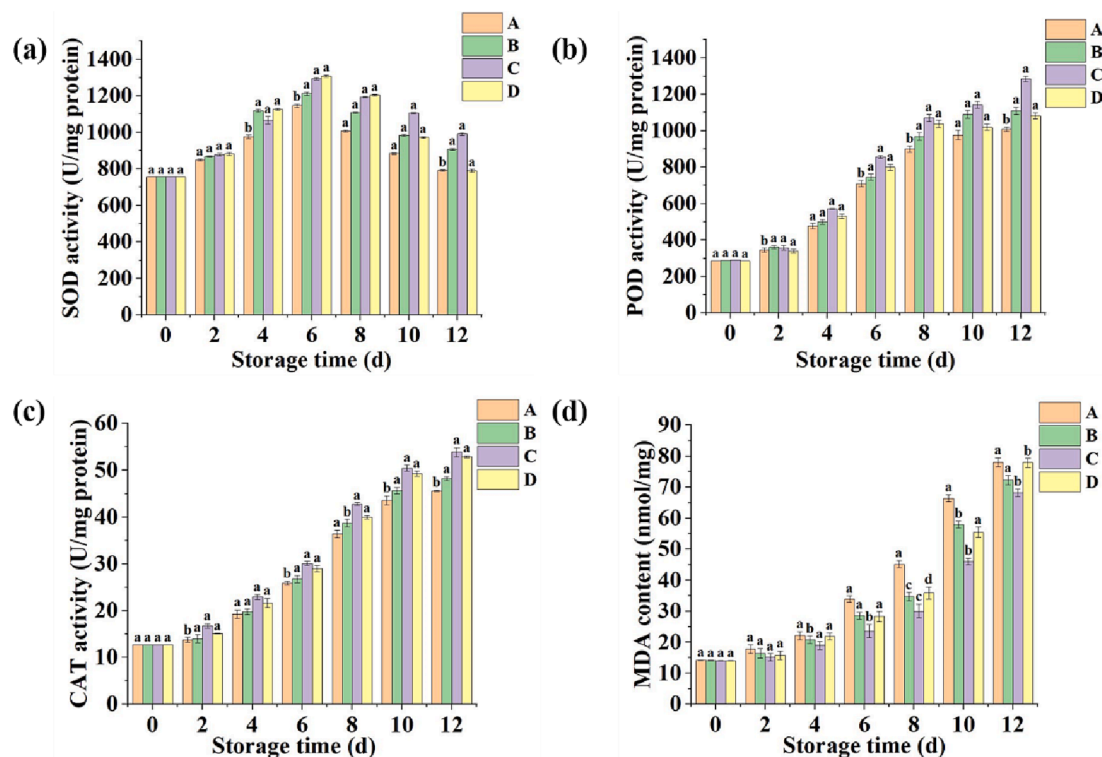 (a)
SOD activity (U/mg protein)
1400
1200
1000
800
600
400
200
0
A
B
C
D
a a a a
a a a a
b a a a
b a a a
a a a a
a a a a
b a a a
0 2 4 6 8 10 12
Storage time (d)
(b)
POD activity (U/mg protein)
1400
1200
1000
800
600
400
200
0
A
B
C
D
a a a a
b a a a
a a a a
b a a a
b a a a
a a a a
b a a a
0 2 4 6 8 10 12
Storage time (d)
(c)
CAT activity (U/mg protein)
60
50
40
30
20
10
0
A
B
C
D
a a a a
b a a a
a a a a
b a a a
a b a a
b a a a
b a a a
0 2 4 6 8 10 12
Storage time (d)
(d)
MDA content (nmol/mg)
90
80
70
60
50
40
30
20
10
0
A
B
C
D
a a a a
a a a a
a b a a
a a b a
a c c d
a b b a
a a b b
0 2 4 6 8 10 12
Storage time (d)